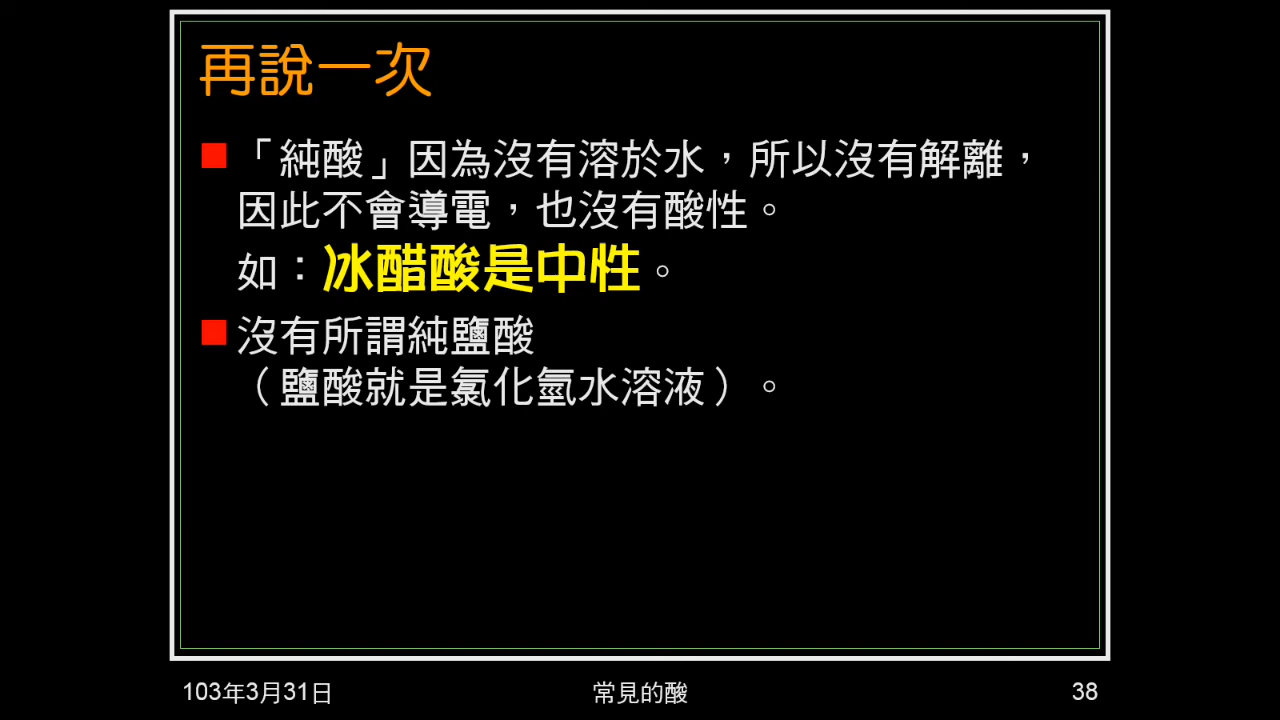 再說一次
「純酸」因為沒有溶於水，所以沒有解離，
因此不會導電，也沒有酸性。
如：冰醋酸是中性。
沒有所謂純鹽酸
（鹽酸就是氯化氫水溶液）。
103年3月31日
常見的酸
38